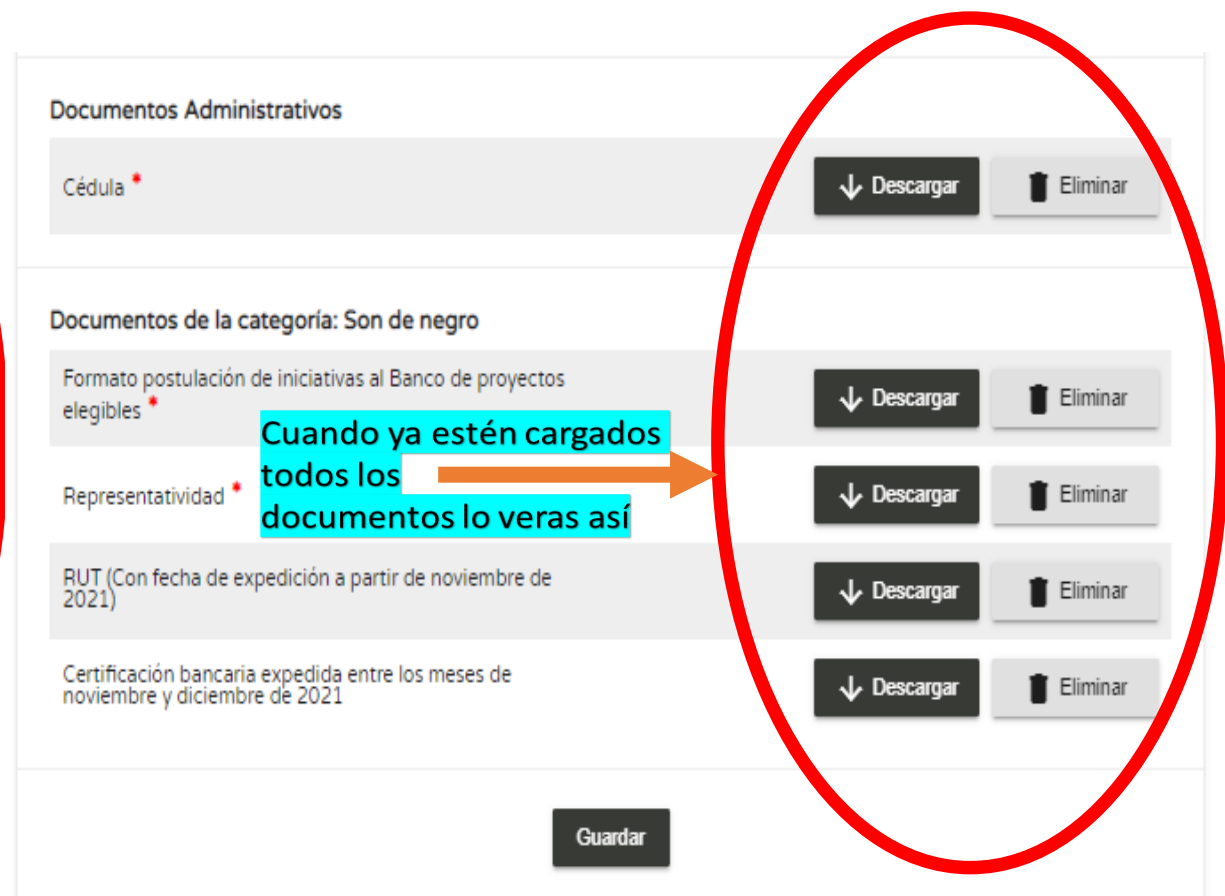 Documentos Administrativos
Cédula *
Descargar
Eliminar
Documentos de la categoría: Son de negro
Formato postulación de iniciativas al Banco de proyectos
elegibles *
Descargar
Eliminar
Cuando ya estén cargados
todos los
documentos lo veras así
Representatividad *
Descargar
Eliminar
RUT (Con fecha de expedición a partir de noviembre de
2021)
Descargar
Eliminar
Certificación bancaria expedida entre los meses de
noviembre y diciembre de 2021
Descargar
Eliminar
Guardar